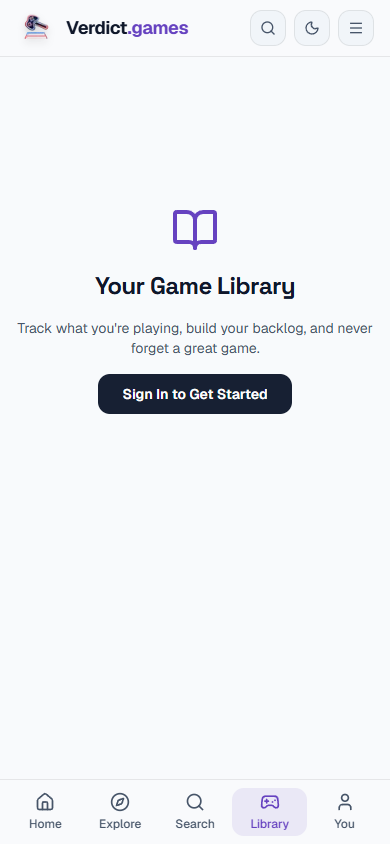 Verdict.games
Your Game Library
Track what you're playing, build your backlog, and never
forget a great game.
Sign In to Get Started
Home
Explore
Search
Library
You